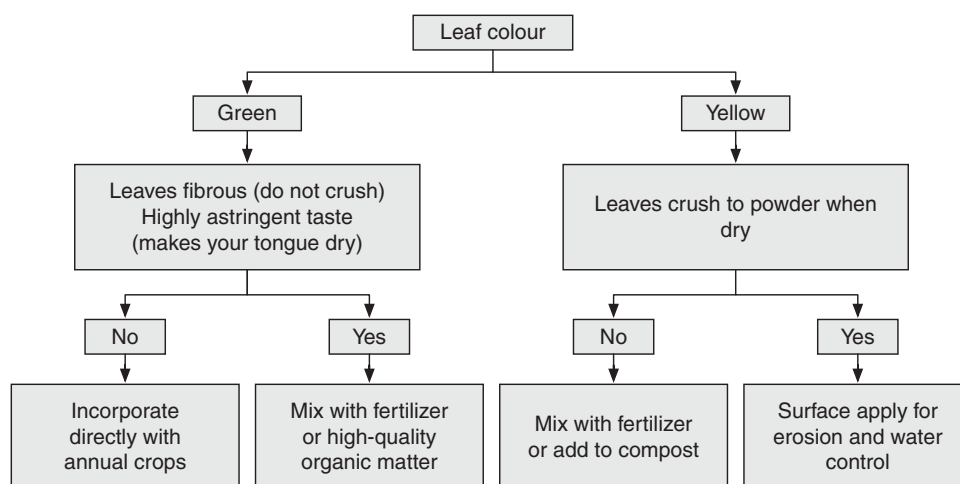 Leaf colour
Green
Yellow
Leaves fibrous (do not crush)
Highly astringent taste
(makes your tongue dry)
Leaves crush to powder when
dry
No
Yes
No
Yes
Incorporate
directly with
annual crops
Mix with fertilizer
or high-quality
organic matter
Mix with fertilizer
or add to compost
Surface apply for
erosion and water
control